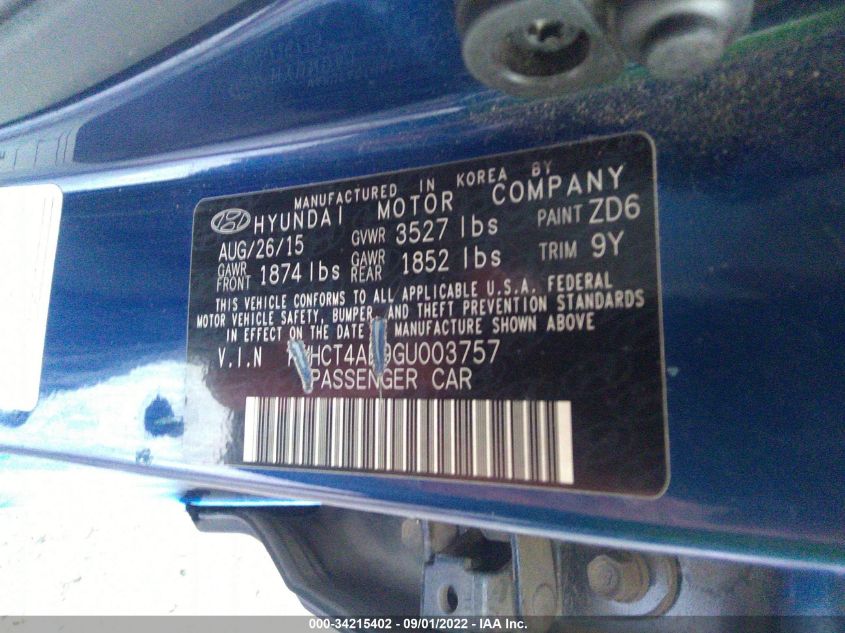 MANUFACTURED IN KOREA BY
HYUNDAI MOTOR COMPANY
AUG/26/15 GVWR 3527 lbs PAINT ZD6
GAWR FRONT 1874 lbs GAWR REAR 1852 lbs TRIM 9Y
THIS VEHICLE CONFORMS TO ALL APPLICABLE U.S.A. FEDERAL
MOTOR VEHICLE SAFETY, BUMPER, AND THEFT PREVENTION STANDARDS
IN EFFECT ON THE DATE MANUFACTURE SHOWN ABOVE
V.I.N
PASSENGER CAR
000-34215402 - 09/01/2022 - IAA Inc.